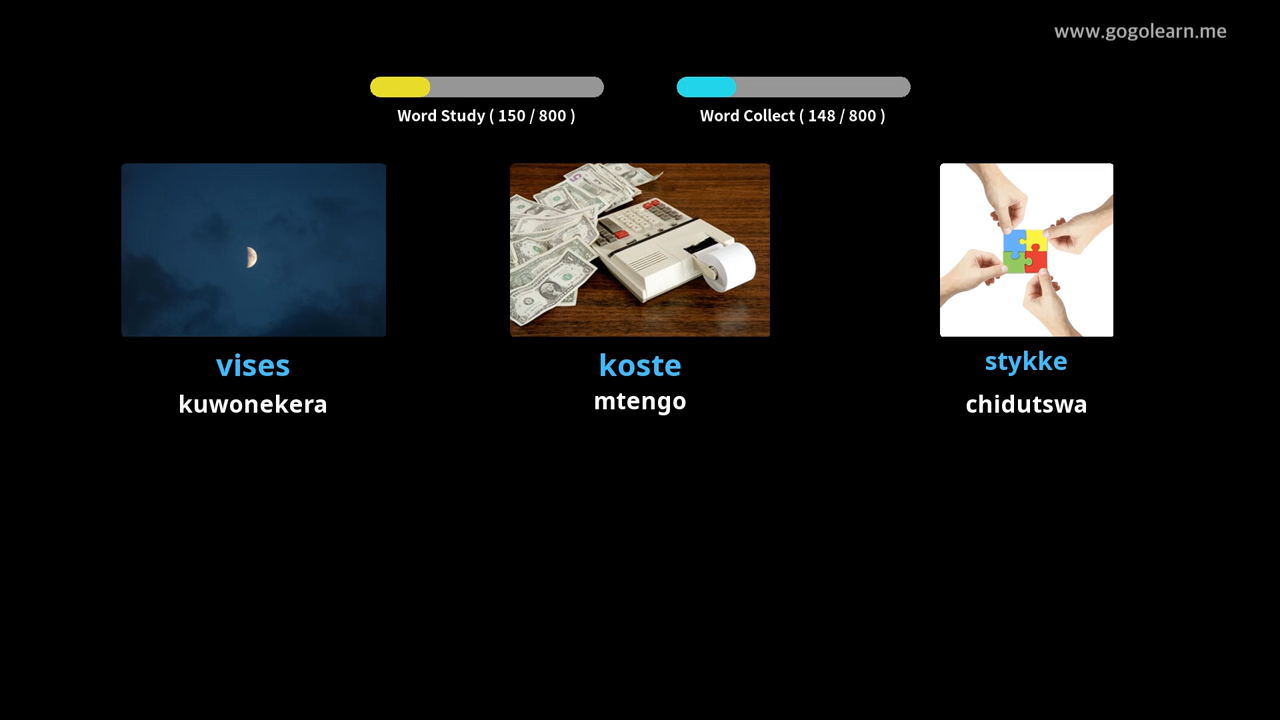 www.gogolearn.me
Word Study ( 150 / 800 )
Word Collect ( 148 / 800 )
vises
koste
stykke
kuwonekera
mtengo
chidutswa